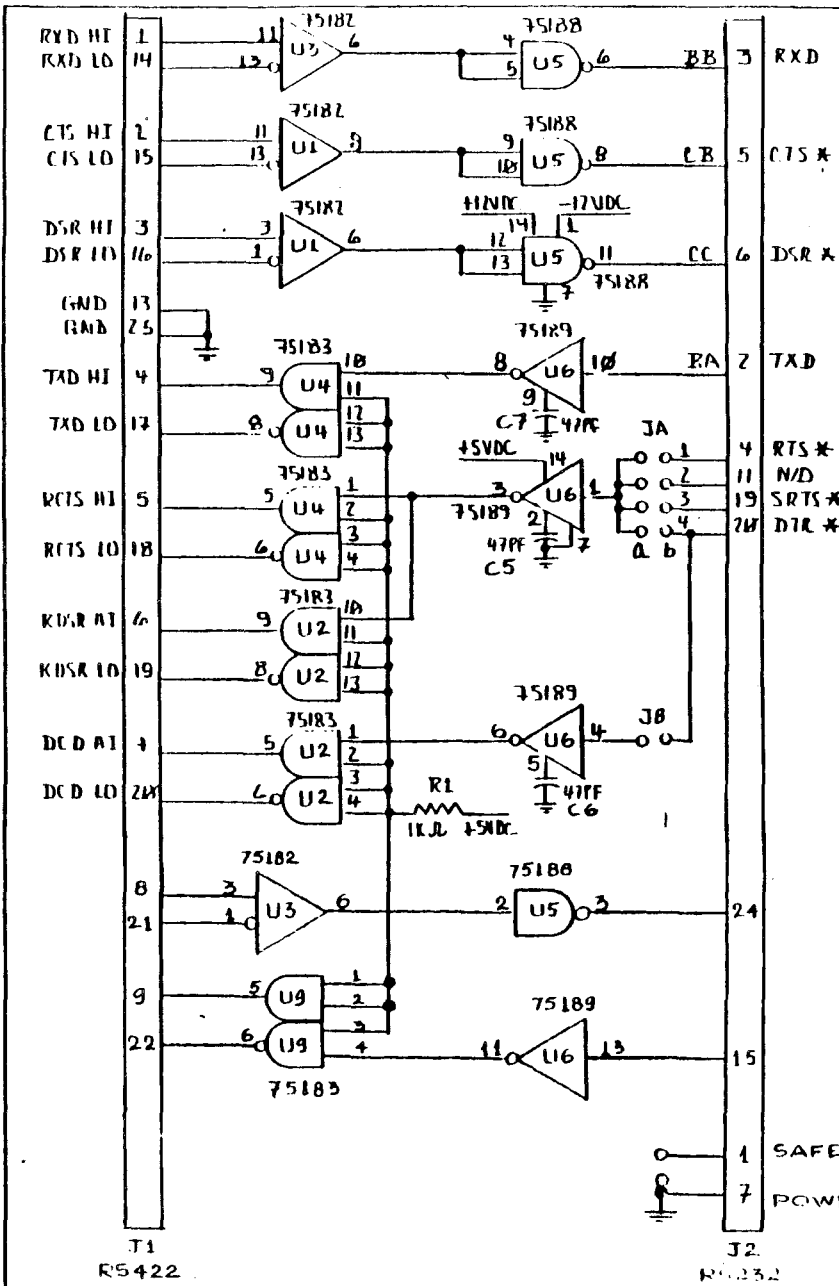 75182 75188
RXD HI 1 11 U3 6 4 5 U5 6 BB 3 RXD
RXD LO 14 13
75182 75188
CTS HI 2 11 U1 9 9 10 U5 8 CB 5 CTS *
CTS LO 15 13
75182 +12VDC -12VDC
DSR HI 3 3 U1 6 14 1 12 13 U5 11 CC 6 DSR *
DSR LO 16 1 7 75188
GND 13
GND 25
75183 75189
TXD HI 4 9 U4 10 11 8 U6 10 BA 2 TXD
TXD LO 17 8 U4 12 13 9 C7 47PF
JA
75183 +5VDC 14 1 4 RTS *
2 11 N/D
RCTS HI 5 5 U4 1 2 3 75189 U6 1 3 19 SRTS *
4 20 DTR *
RCTS LO 18 6 U4 3 4 2 47PF C5 7 a b
75183
RDSR HI 6 9 U2 10 11
RDSR LO 19 8 U2 12 13
75183 75189
DCD HI 7 5 U2 1 2 6 U6 4 JB
DCD LO 20 6 U2 3 4 5 47PF C6
R1
1KΩ +5VDC
75182 75188
8 3 U3 6 2 U5 3 24
21 1
9 5 U9 1 2 75189
22 6 U9 3 4 11 U6 13 15
75183
1 SAFE
7 POW
J1 J2
RS422 RS232